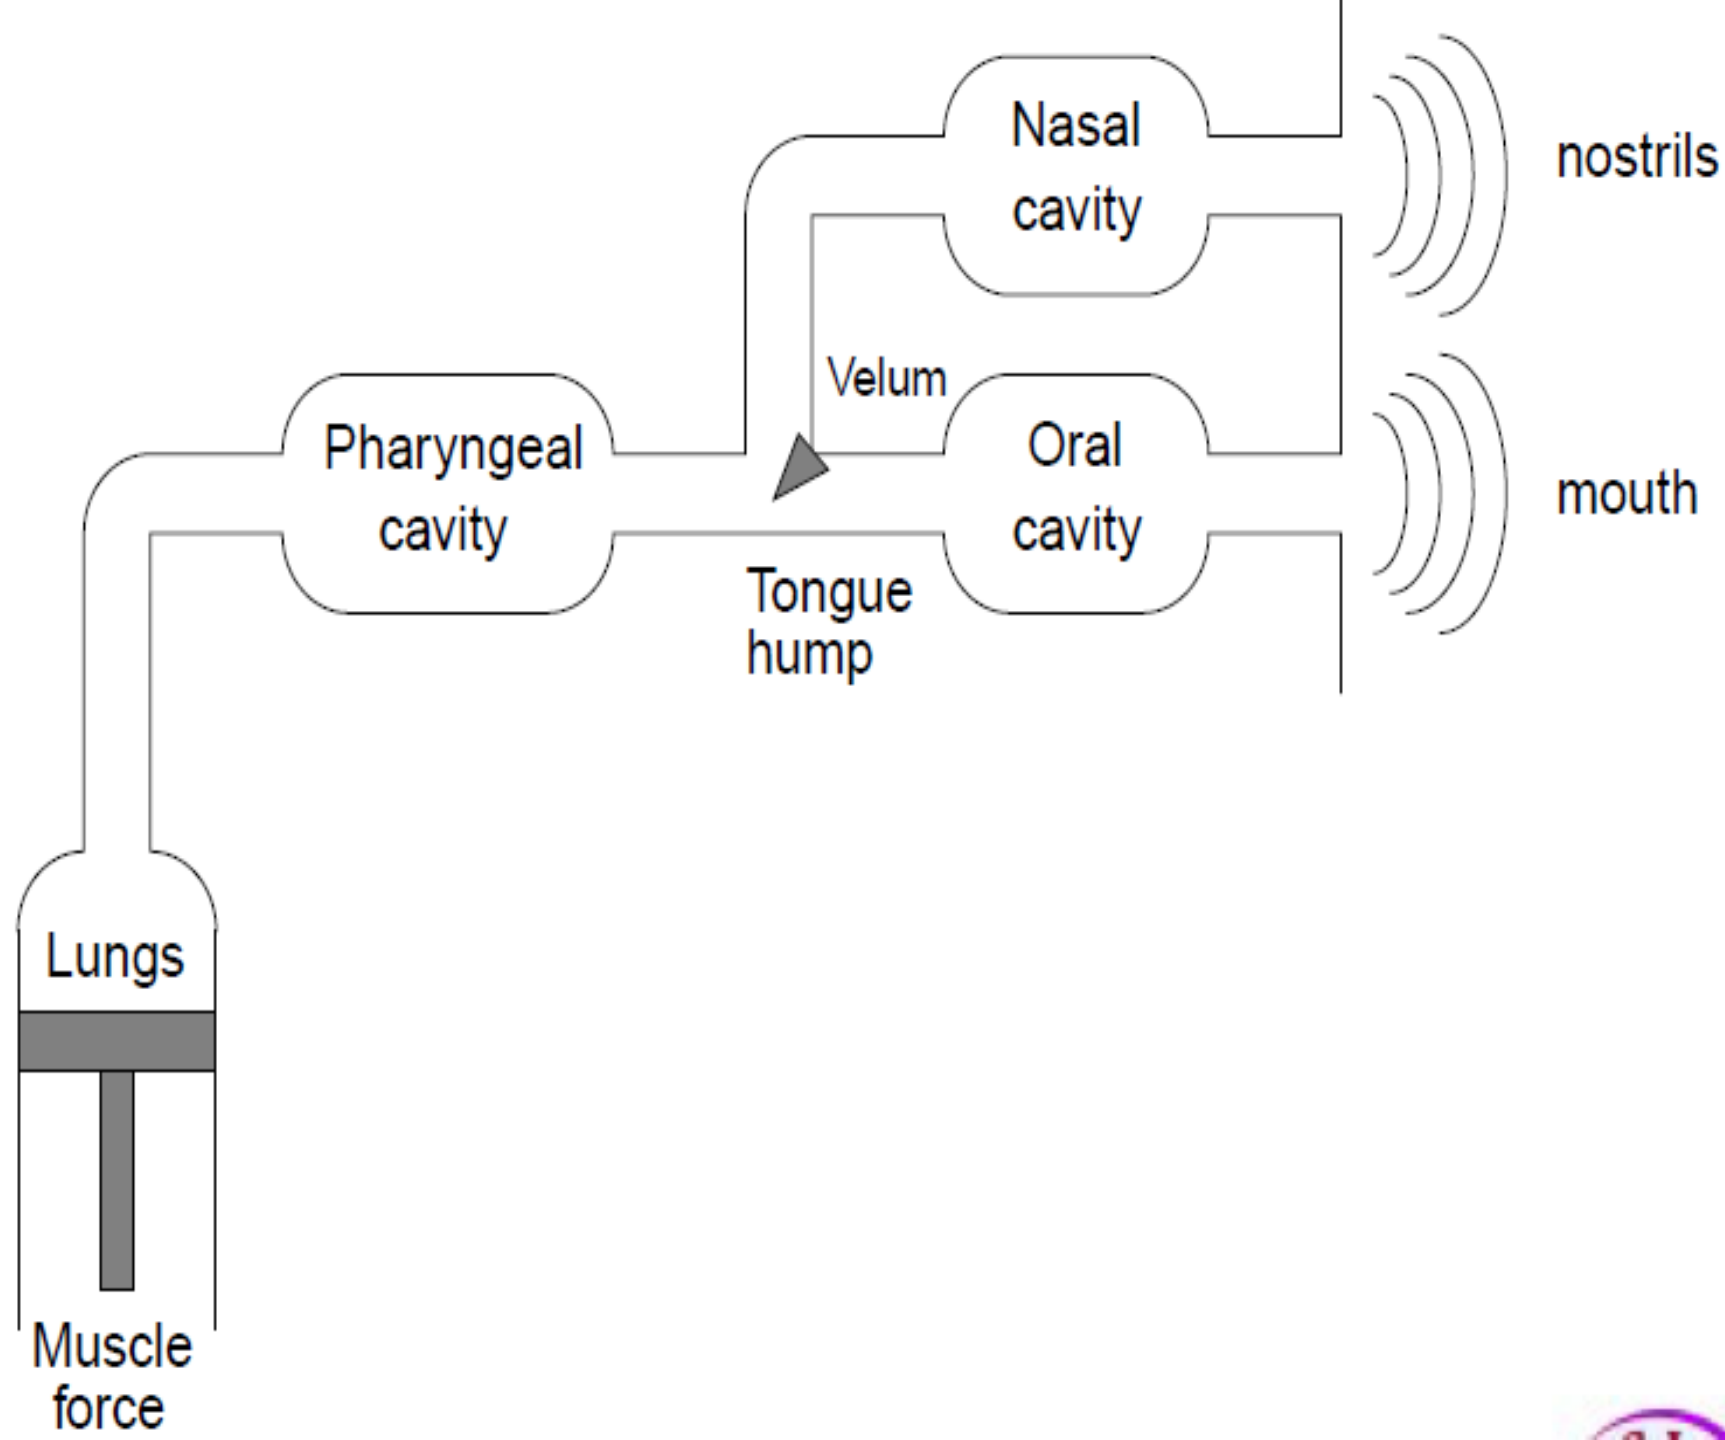 Nasal
cavity
nostrils
Velum
Pharyngeal
cavity
Oral
cavity
mouth
Tongue
hump
Lungs
Muscle
force